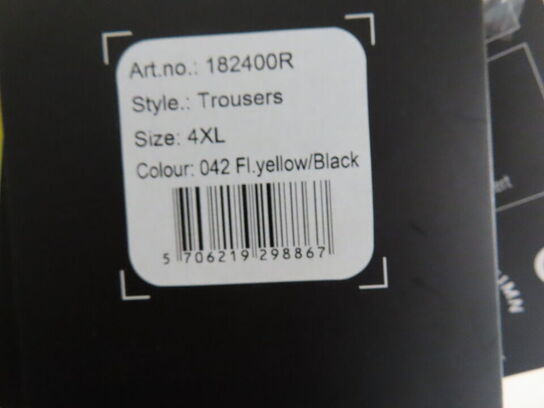 Art.no.: 182400R
Style.: Trousers
Size: 4XL
Colour: 042 Fl.yellow/Black
5 706219 298867